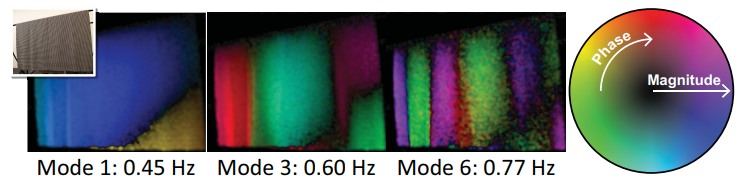 Phase
Magnitude
Mode 1: 0.45 Hz
Mode 3: 0.60 Hz
Mode 6: 0.77 Hz